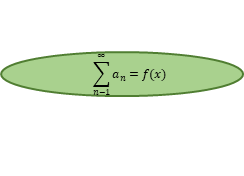 ∑_{n-1}^{∞} a_n = f(x)